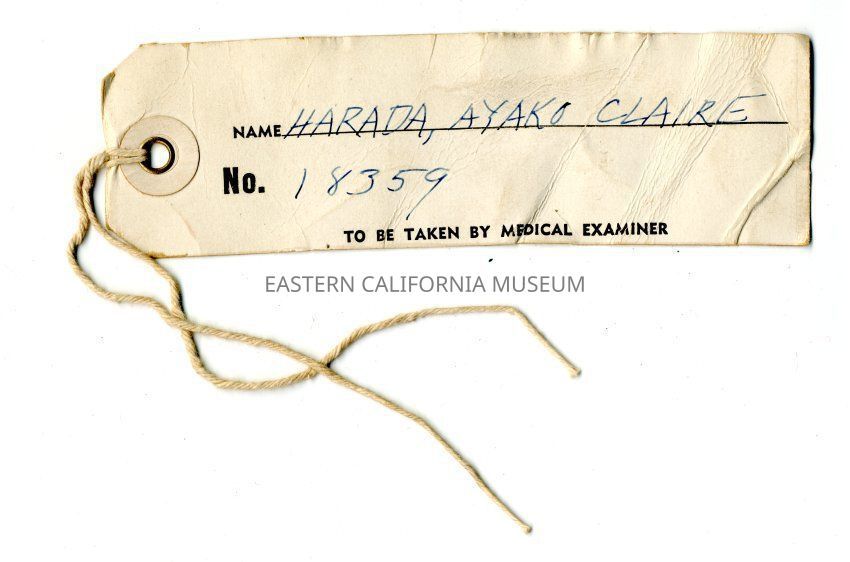 NAME HARADA, AYAKO CLAIRE
No. 18359
TO BE TAKEN BY MEDICAL EXAMINER
EASTERN CALIFORNIA MUSEUM